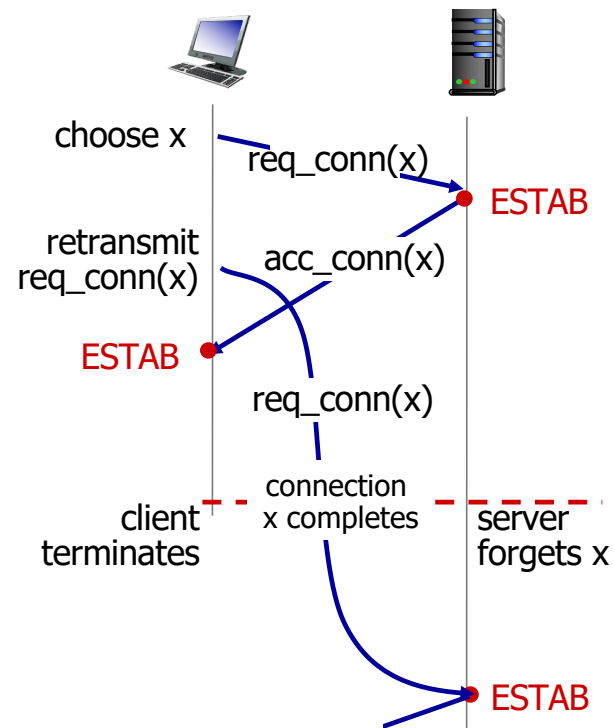 choose x
req_conn(x)
ESTAB
retransmit
req_conn(x)
acc_conn(x)
ESTAB
req_conn(x)
connection
x completes
client
terminates
server
forgets x
ESTAB